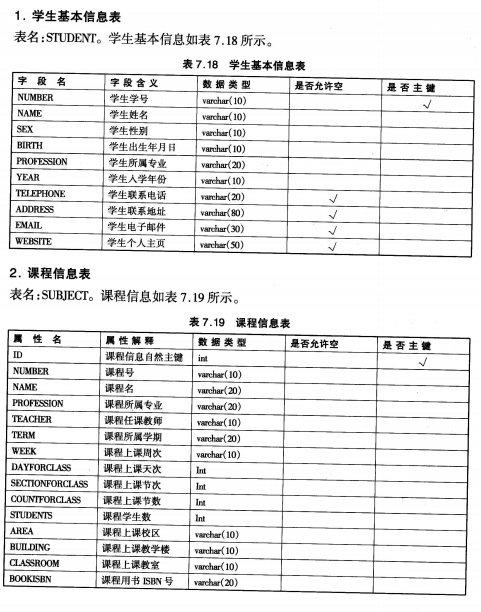 1. 学生基本信息表
表名:STUDENT。学生基本信息如表 7.18 所示。
表 7.18 学生基本信息表
字 段 名 字段含义 数据类型 是否允许空 是否主键
NUMBER 学生学号 varchar(10) √
NAME 学生姓名 varchar(10)
SEX 学生性别 varchar(10)
BIRTH 学生出生年月日 varchar(10)
PROFESSION 学生所属专业 varchar(20)
YEAR 学生入学年份 varchar(10)
TELEPHONE 学生联系电话 varchar(20) √
ADDRESS 学生联系地址 varchar(80) √
EMAIL 学生电子邮件 varchar(30) √
WEBSITE 学生个人主页 varchar(50) √
2. 课程信息表
表名:SUBJECT。课程信息如表 7.19 所示。
表 7.19 课程信息表
属 性 名 属性解释 数据类型 是否允许空 是否主键
ID 课程信息自然主键 int √
NUMBER 课程号 varchar(10)
NAME 课程名 varchar(20)
PROFESSION 课程所属专业 varchar(20)
TEACHER 课程任课教师 varchar(10)
TERM 课程所属学期 varchar(20)
WEEK 课程上课周次 varchar(10)
DAYFORCLASS 课程上课天次 Int
SECTIONFORCLASS 课程上课节次 Int
COUNTFORCLASS 课程上课节数 Int
STUDENTS 课程学生数 Int
AREA 课程上课校区 varchar(10)
BUILDING 课程上课教学楼 varchar(10)
CLASSROOM 课程上课教室 varchar(10)
BOOKISBN 课程用书 ISBN 号 varchar(20)